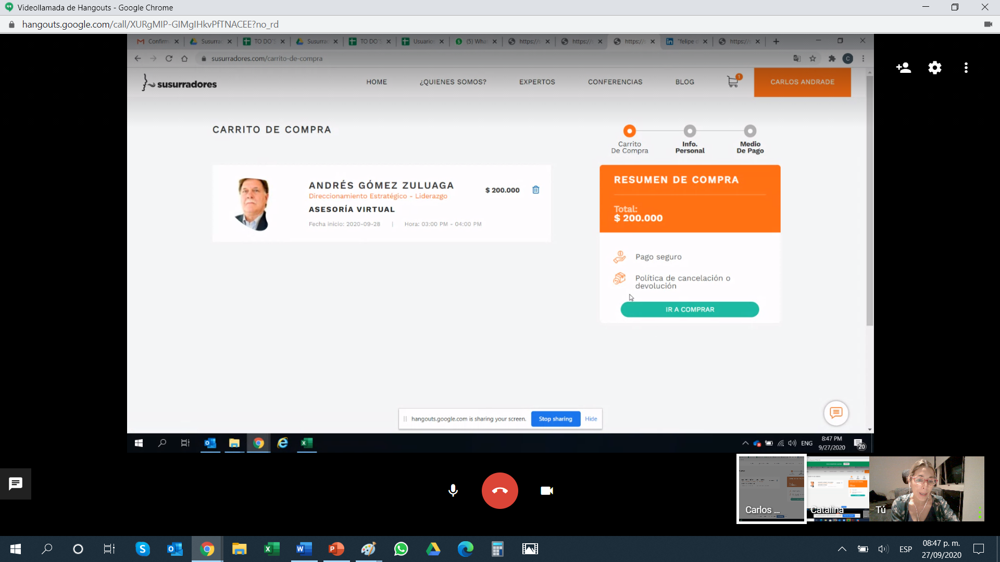 Videollamada de Hangouts - Google Chrome
hangouts.google.com/call/XURgMIP-GIMgIHkvPfTNACEE?no_rd
Confirm
Susurra
TO DO'S
Susurra
TO DO'S
Usuario
(5) Wha
https://
https://
https://
"felipe
https://
susurradores.com/carrito-de-compra
susurradores
HOME
¿QUIENES SOMOS?
EXPERTOS
CONFERENCIAS
BLOG
1
CARLOS ANDRADE
C
CARRITO DE COMPRA
Carrito
De Compra
Info.
Personal
Medio
De Pago
ANDRÉS GÓMEZ ZULUAGA
Direccionamiento Estratégico - Liderazgo
ASESORÍA VIRTUAL
Fecha inicio: 2020-09-28 | Hora: 03:00 PM - 04:00 PM
$ 200.000
RESUMEN DE COMPRA
Total:
$ 200.000
Pago seguro
Política de cancelación o
devolución
IR A COMPRAR
hangouts.google.com is sharing your screen.
Stop sharing
Hide
ENG
8:47 PM
9/27/2020
20
Carlos ...
Catalina
Tú
ESP
08:47 p. m.
27/09/2020